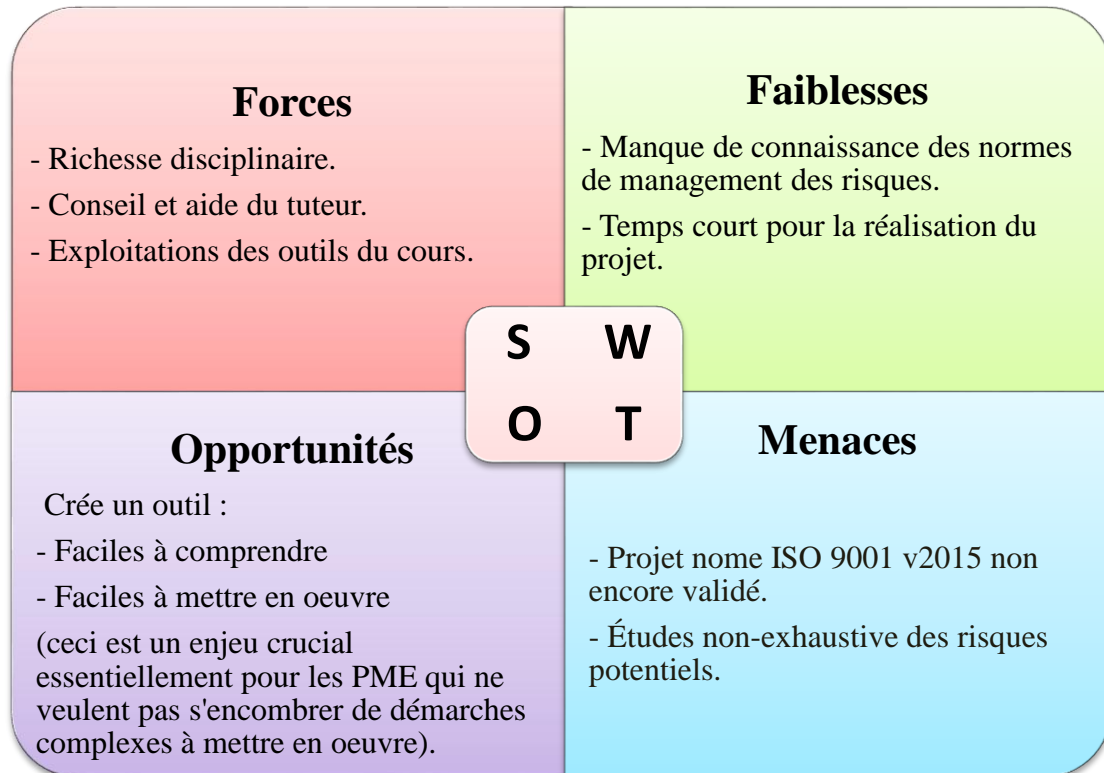 Forces
- Richesse disciplinaire.
- Conseil et aide du tuteur.
- Exploitations des outils du cours.
Faiblesses
- Manque de connaissance des normes
de management des risques.
- Temps court pour la réalisation du
projet.
S W
O T
Opportunités
Crée un outil :
- Faciles à comprendre
- Faciles à mettre en oeuvre
(ceci est un enjeu crucial
essentiellement pour les PME qui ne
veulent pas s'encombrer de démarches
complexes à mettre en oeuvre).
Menaces
- Projet nome ISO 9001 v2015 non
encore validé.
- Études non-exhaustive des risques
potentiels.